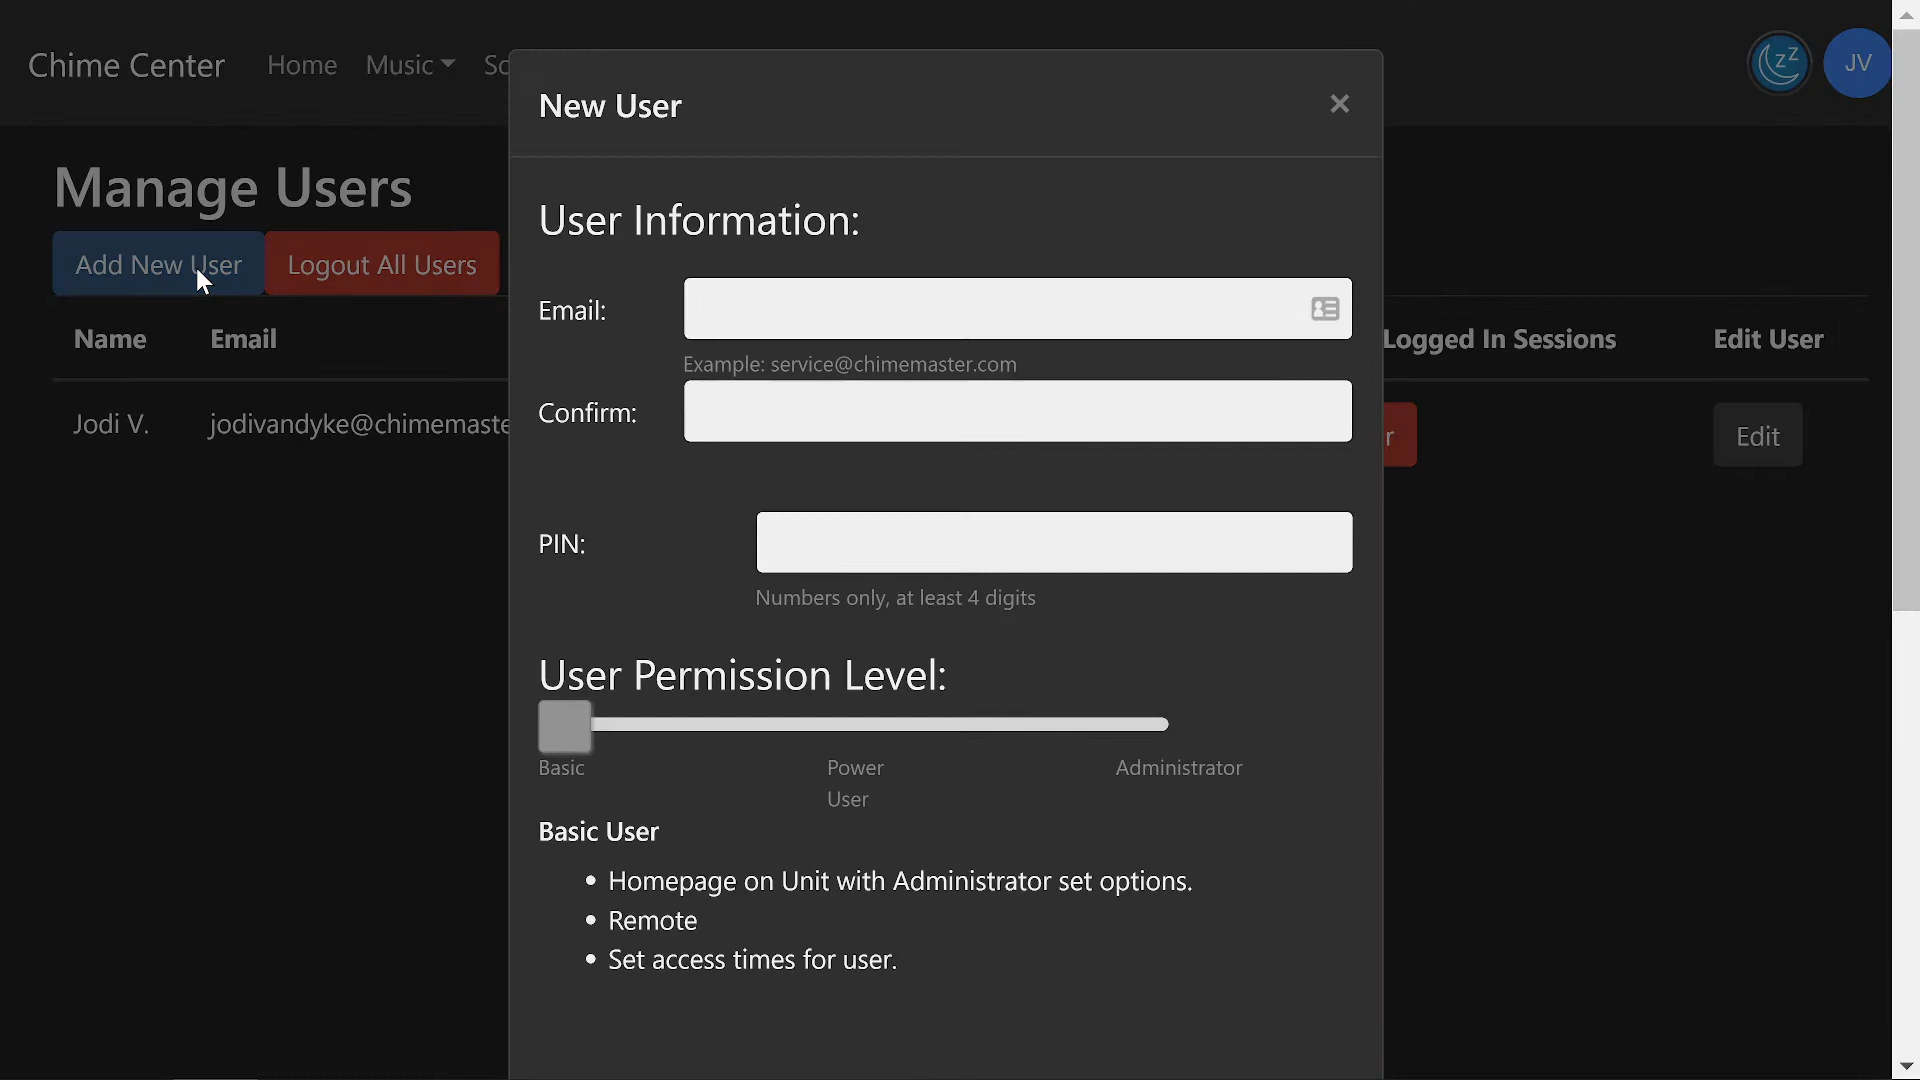 Chime Center Home Music Sc
zZ
JV
New User
×
Manage Users
Add New User Logout All Users
Name Email Logged In Sessions Edit User
Jodi V. jodivandyke@chimemaste r Edit
User Information:
Email:
Example: service@chimemaster.com
Confirm:
PIN:
Numbers only, at least 4 digits
User Permission Level:
Basic Power Administrator
User
Basic User
• Homepage on Unit with Administrator set options.
• Remote
• Set access times for user.